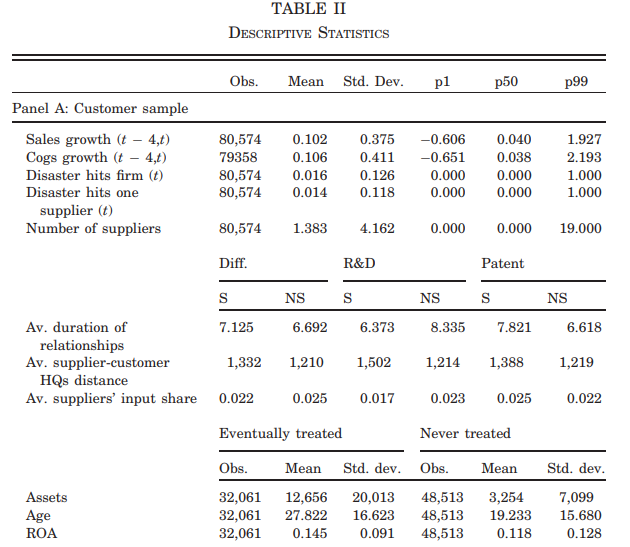 TABLE II
DESCRIPTIVE STATISTICS
Obs. Mean Std. Dev. p1 p50 p99
Panel A: Customer sample
Sales growth (t − 4,t) 80,574 0.102 0.375 −0.606 0.040 1.927
Cogs growth (t − 4,t) 79358 0.106 0.411 −0.651 0.038 2.193
Disaster hits firm (t) 80,574 0.016 0.126 0.000 0.000 1.000
Disaster hits one 80,574 0.014 0.118 0.000 0.000 1.000
supplier (t)
Number of suppliers 80,574 1.383 4.162 0.000 0.000 19.000
Diff. R&D Patent
S NS S NS S NS
Av. duration of 7.125 6.692 6.373 8.335 7.821 6.618
relationships
Av. supplier-customer 1,332 1,210 1,502 1,214 1,388 1,219
HQs distance
Av. suppliers' input share 0.022 0.025 0.017 0.023 0.025 0.022
Eventually treated Never treated
Obs. Mean Std. dev. Obs. Mean Std. dev.
Assets 32,061 12,656 20,013 48,513 3,254 7,099
Age 32,061 27.822 16.623 48,513 19.233 15.680
ROA 32,061 0.145 0.091 48,513 0.118 0.128